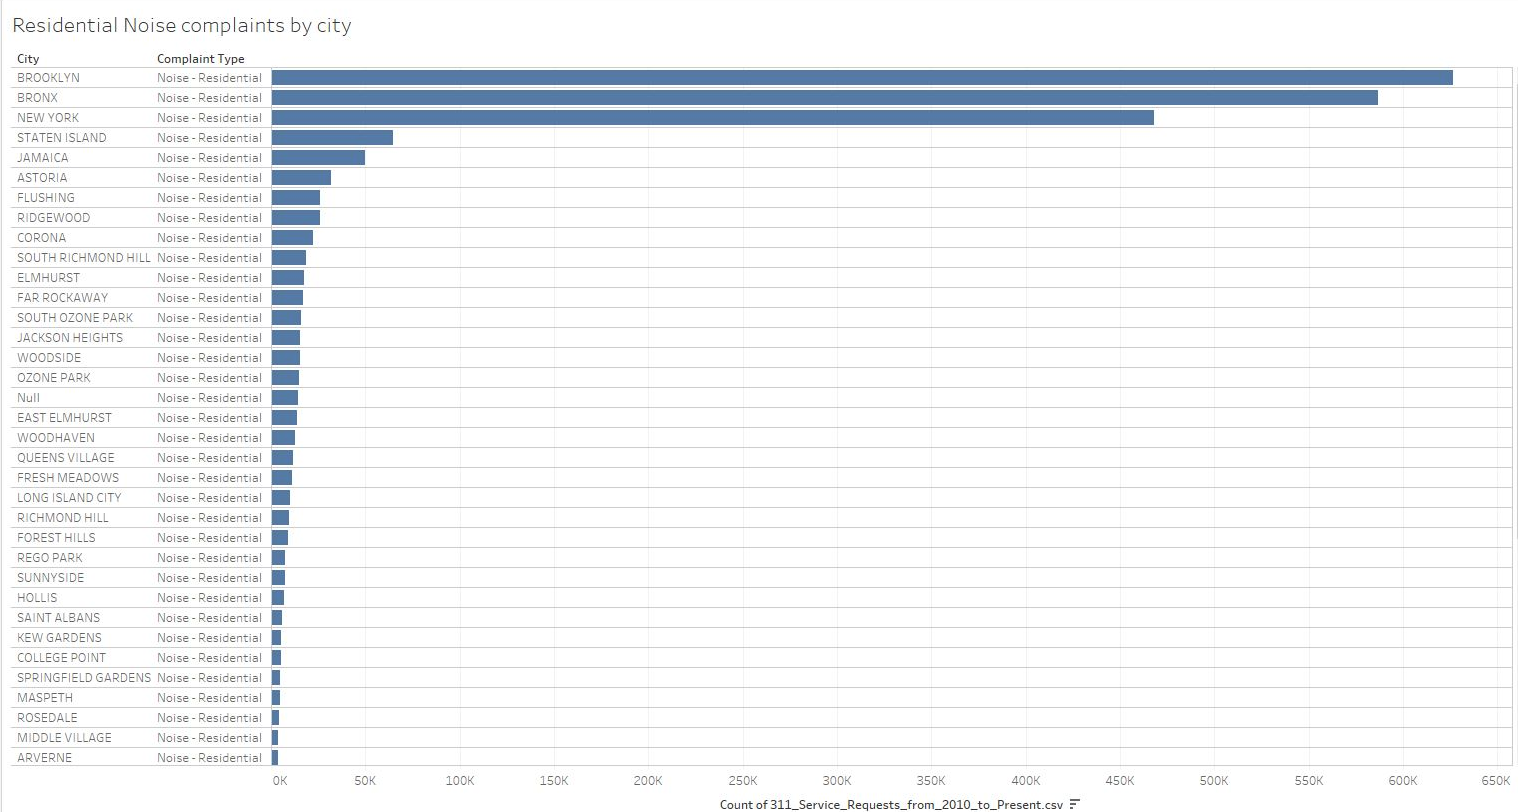 Residential Noise complaints by city
City Complaint Type
BROOKLYN Noise - Residential
BRONX Noise - Residential
NEW YORK Noise - Residential
STATEN ISLAND Noise - Residential
JAMAICA Noise - Residential
ASTORIA Noise - Residential
FLUSHING Noise - Residential
RIDGEWOOD Noise - Residential
CORONA Noise - Residential
SOUTH RICHMOND HILL Noise - Residential
ELMHURST Noise - Residential
FAR ROCKAWAY Noise - Residential
SOUTH OZONE PARK Noise - Residential
JACKSON HEIGHTS Noise - Residential
WOODSIDE Noise - Residential
OZONE PARK Noise - Residential
Null Noise - Residential
EAST ELMHURST Noise - Residential
WOODHAVEN Noise - Residential
QUEENS VILLAGE Noise - Residential
FRESH MEADOWS Noise - Residential
LONG ISLAND CITY Noise - Residential
RICHMOND HILL Noise - Residential
FOREST HILLS Noise - Residential
REGO PARK Noise - Residential
SUNNYSIDE Noise - Residential
HOLLIS Noise - Residential
SAINT ALBANS Noise - Residential
KEW GARDENS Noise - Residential
COLLEGE POINT Noise - Residential
SPRINGFIELD GARDENS Noise - Residential
MASPETH Noise - Residential
ROSEDALE Noise - Residential
MIDDLE VILLAGE Noise - Residential
ARVERNE Noise - Residential
0K 50K 100K 150K 200K 250K 300K 350K 400K 450K 500K 550K 600K 650K
Count of 311_Service_Requests_from_2010_to_Present.csv